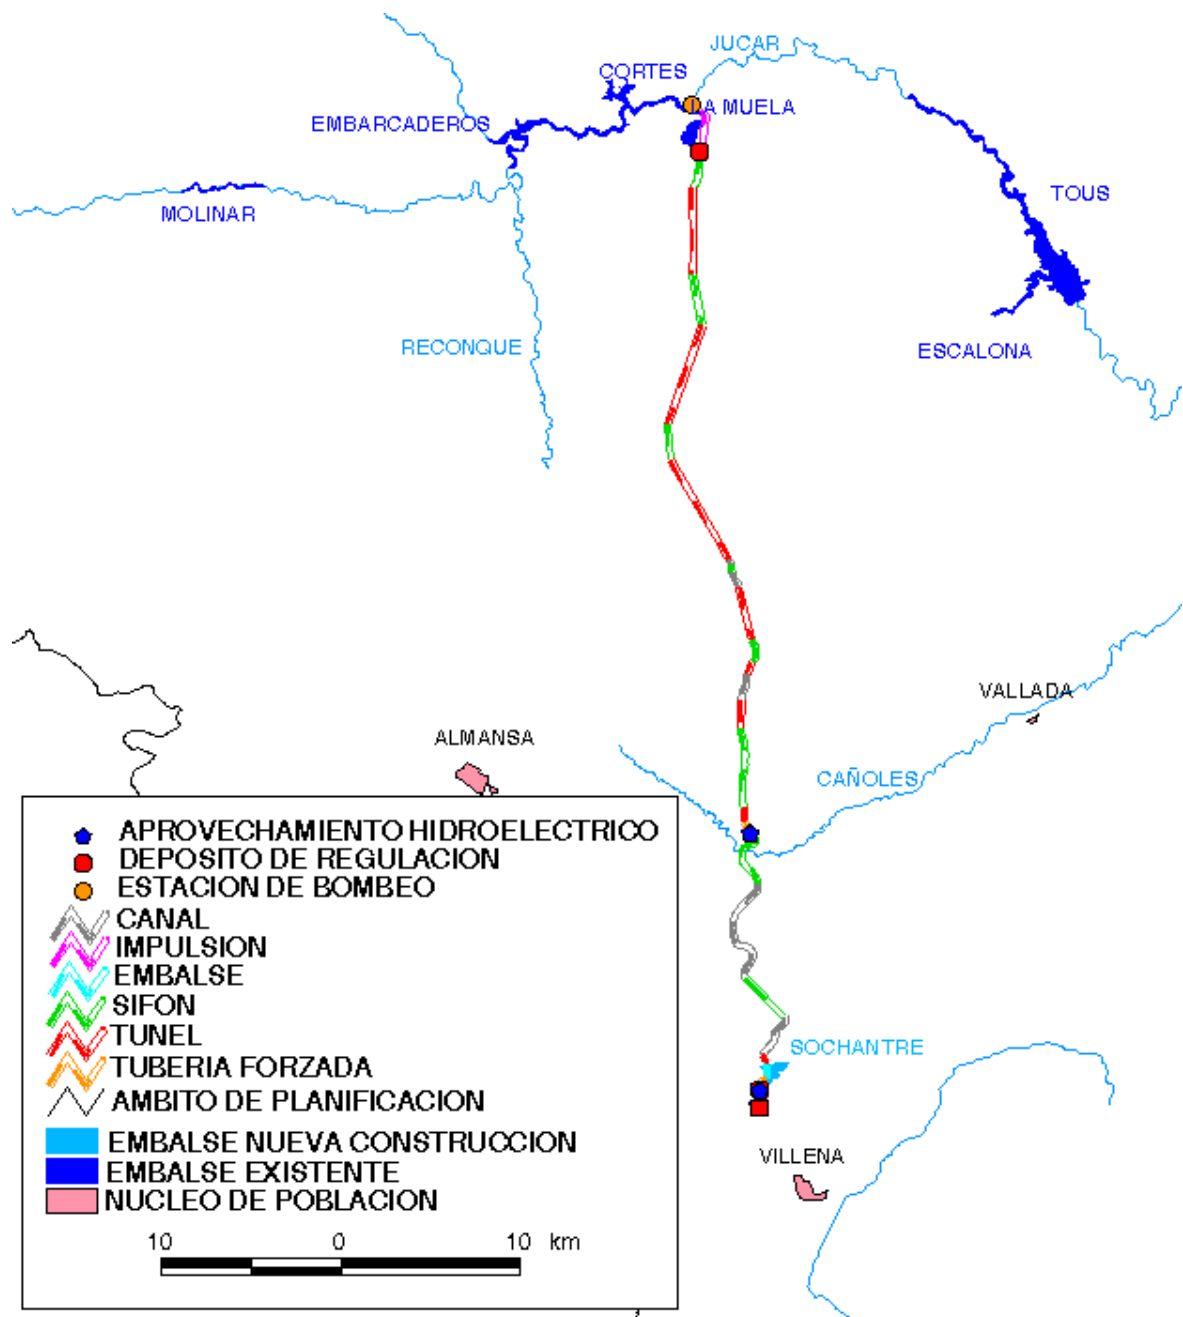 JUCAR
CORTES
A MUELA
EMBARCADEROS
TOUS
MOLINAR
RECONQUE
ESCALONA
VALLADA
ALMANSA
CAÑOLES
APROVECHAMIENTO HIDROELECTRICO
DEPOSITO DE REGULACION
ESTACION DE BOMBEO
CANAL
IMPULSION
EMBALSE
SIFON
TUNEL
TUBERIA FORZADA
AMBITO DE PLANIFICACION
EMBALSE NUEVA CONSTRUCCION
EMBALSE EXISTENTE
NUCLEO DE POBLACION
10 0 10 km
SOCHANTRE
VILLENA